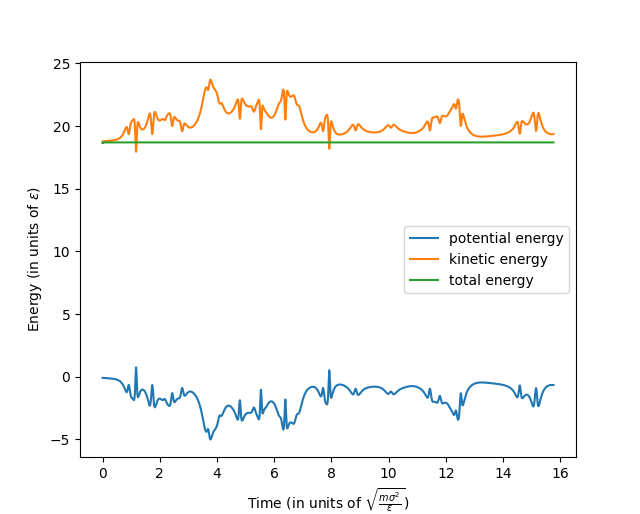 25
20
15
10
5
0
−5
Energy (in units of ε)
potential energy
kinetic energy
total energy
0 2 4 6 8 10 12 14 16
Time (in units of √(mσ²/ε))